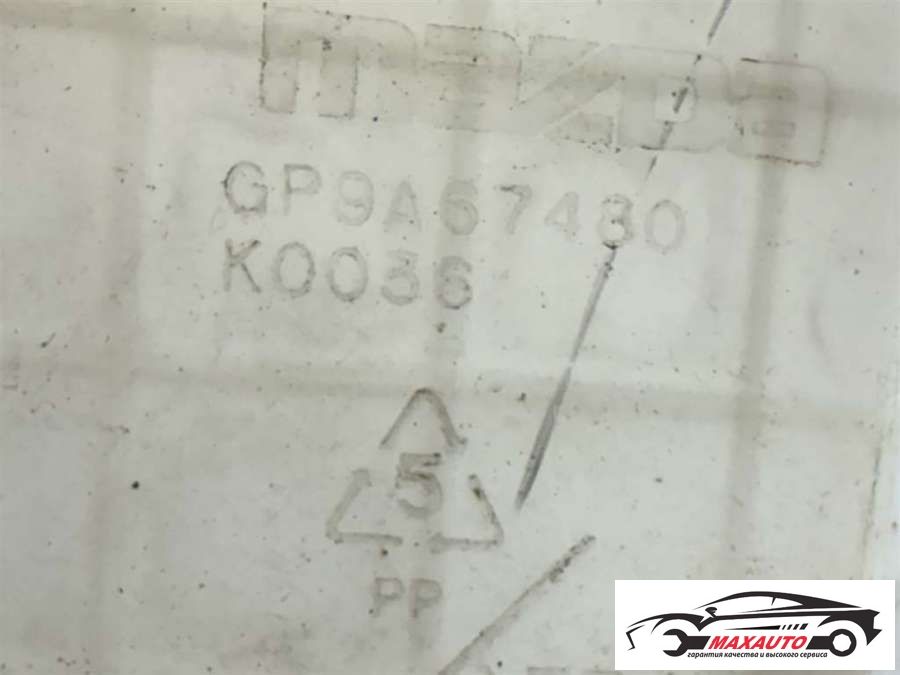 mazda
GP9A67480
K0036
5
PP
MAXAUTO
гарантия качества и высокого сервиса